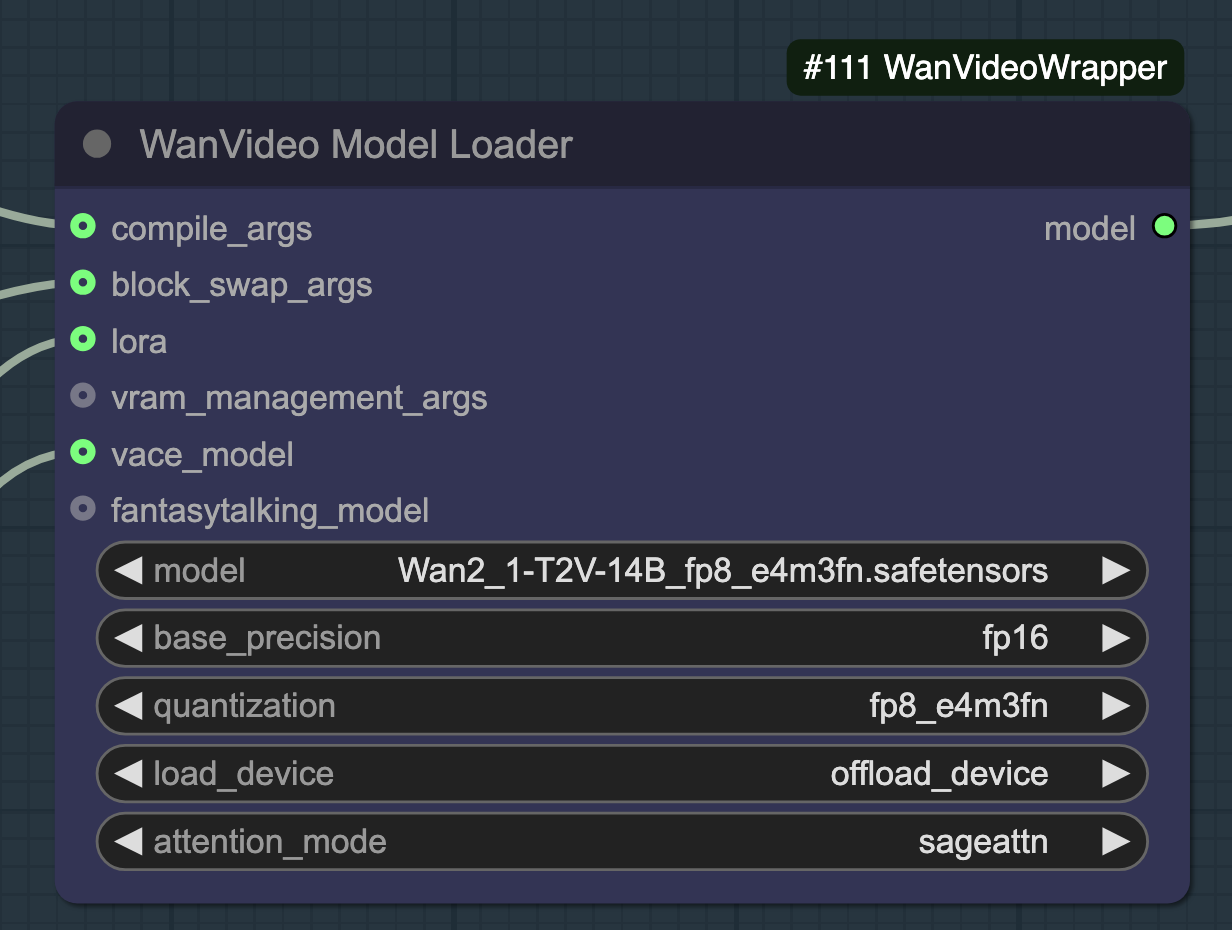 #111 WanVideoWrapper
WanVideo Model Loader
compile_args model
block_swap_args
lora
vram_management_args
vace_model
fantasytalking_model
model Wan2_1-T2V-14B_fp8_e4m3fn.safetensors
base_precision fp16
quantization fp8_e4m3fn
load_device offload_device
attention_mode sageattn